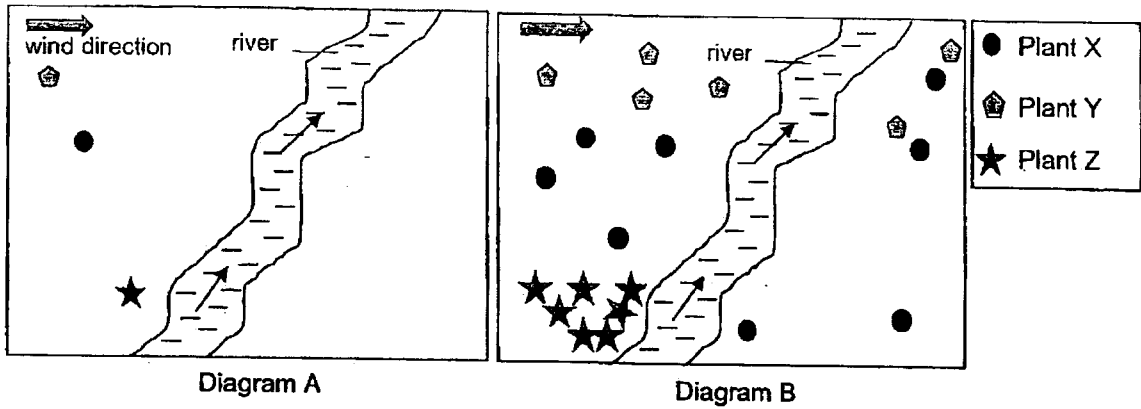 wind direction
river
Diagram A
river
Diagram B
Plant X
Plant Y
Plant Z